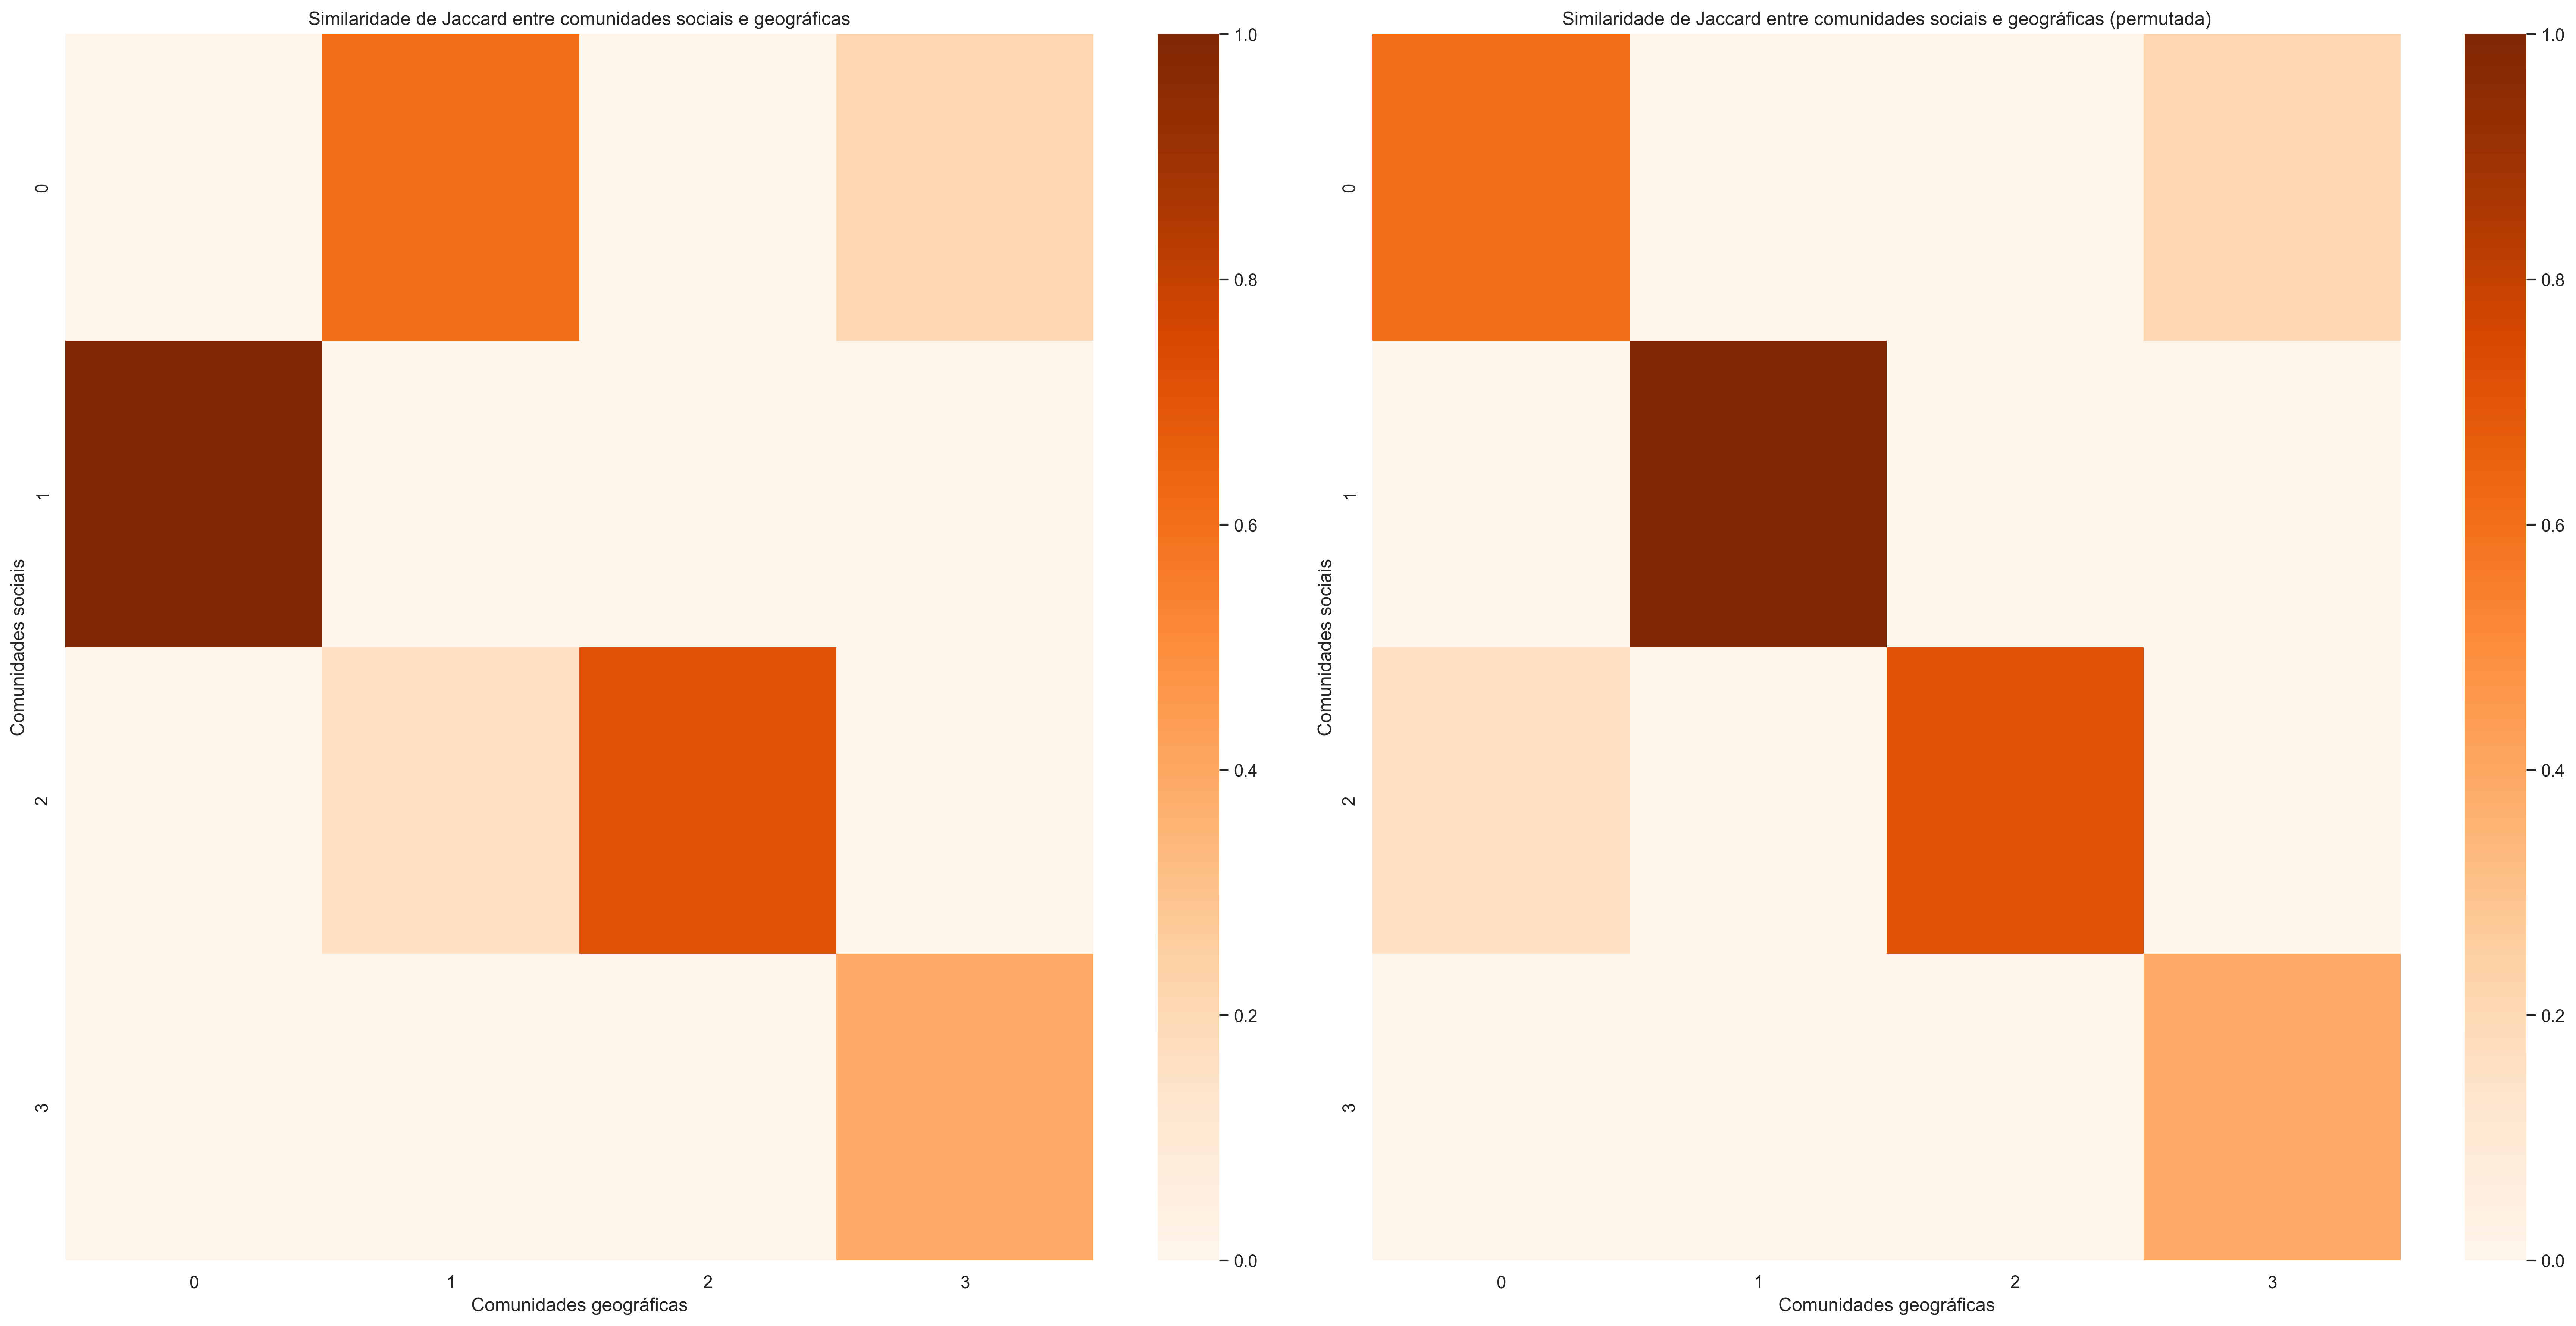 Similaridade de Jaccard entre comunidades sociais e geográficas
Comunidades sociais
0
1
2
3
0 1 2 3
Comunidades geográficas
1.0
0.8
0.6
0.4
0.2
0.0
Similaridade de Jaccard entre comunidades sociais e geográficas (permutada)
Comunidades sociais
0
1
2
3
0 1 2 3
Comunidades geográficas
1.0
0.8
0.6
0.4
0.2
0.0